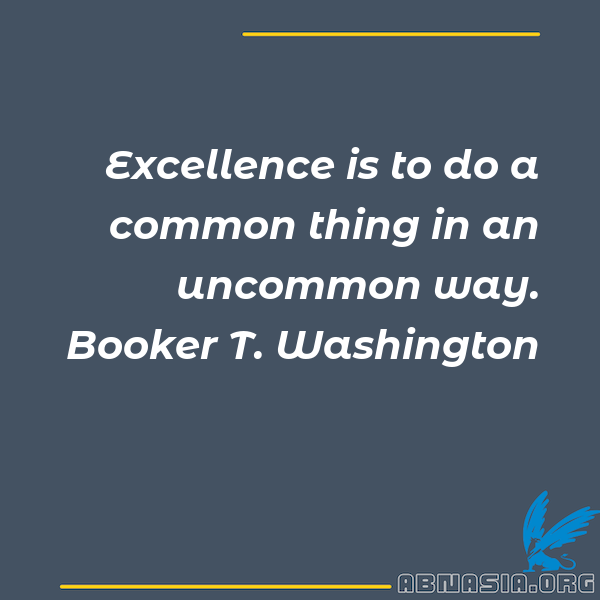 Excellence is to do a
common thing in an
uncommon way.
Booker T. Washington
ABNASIA.ORG